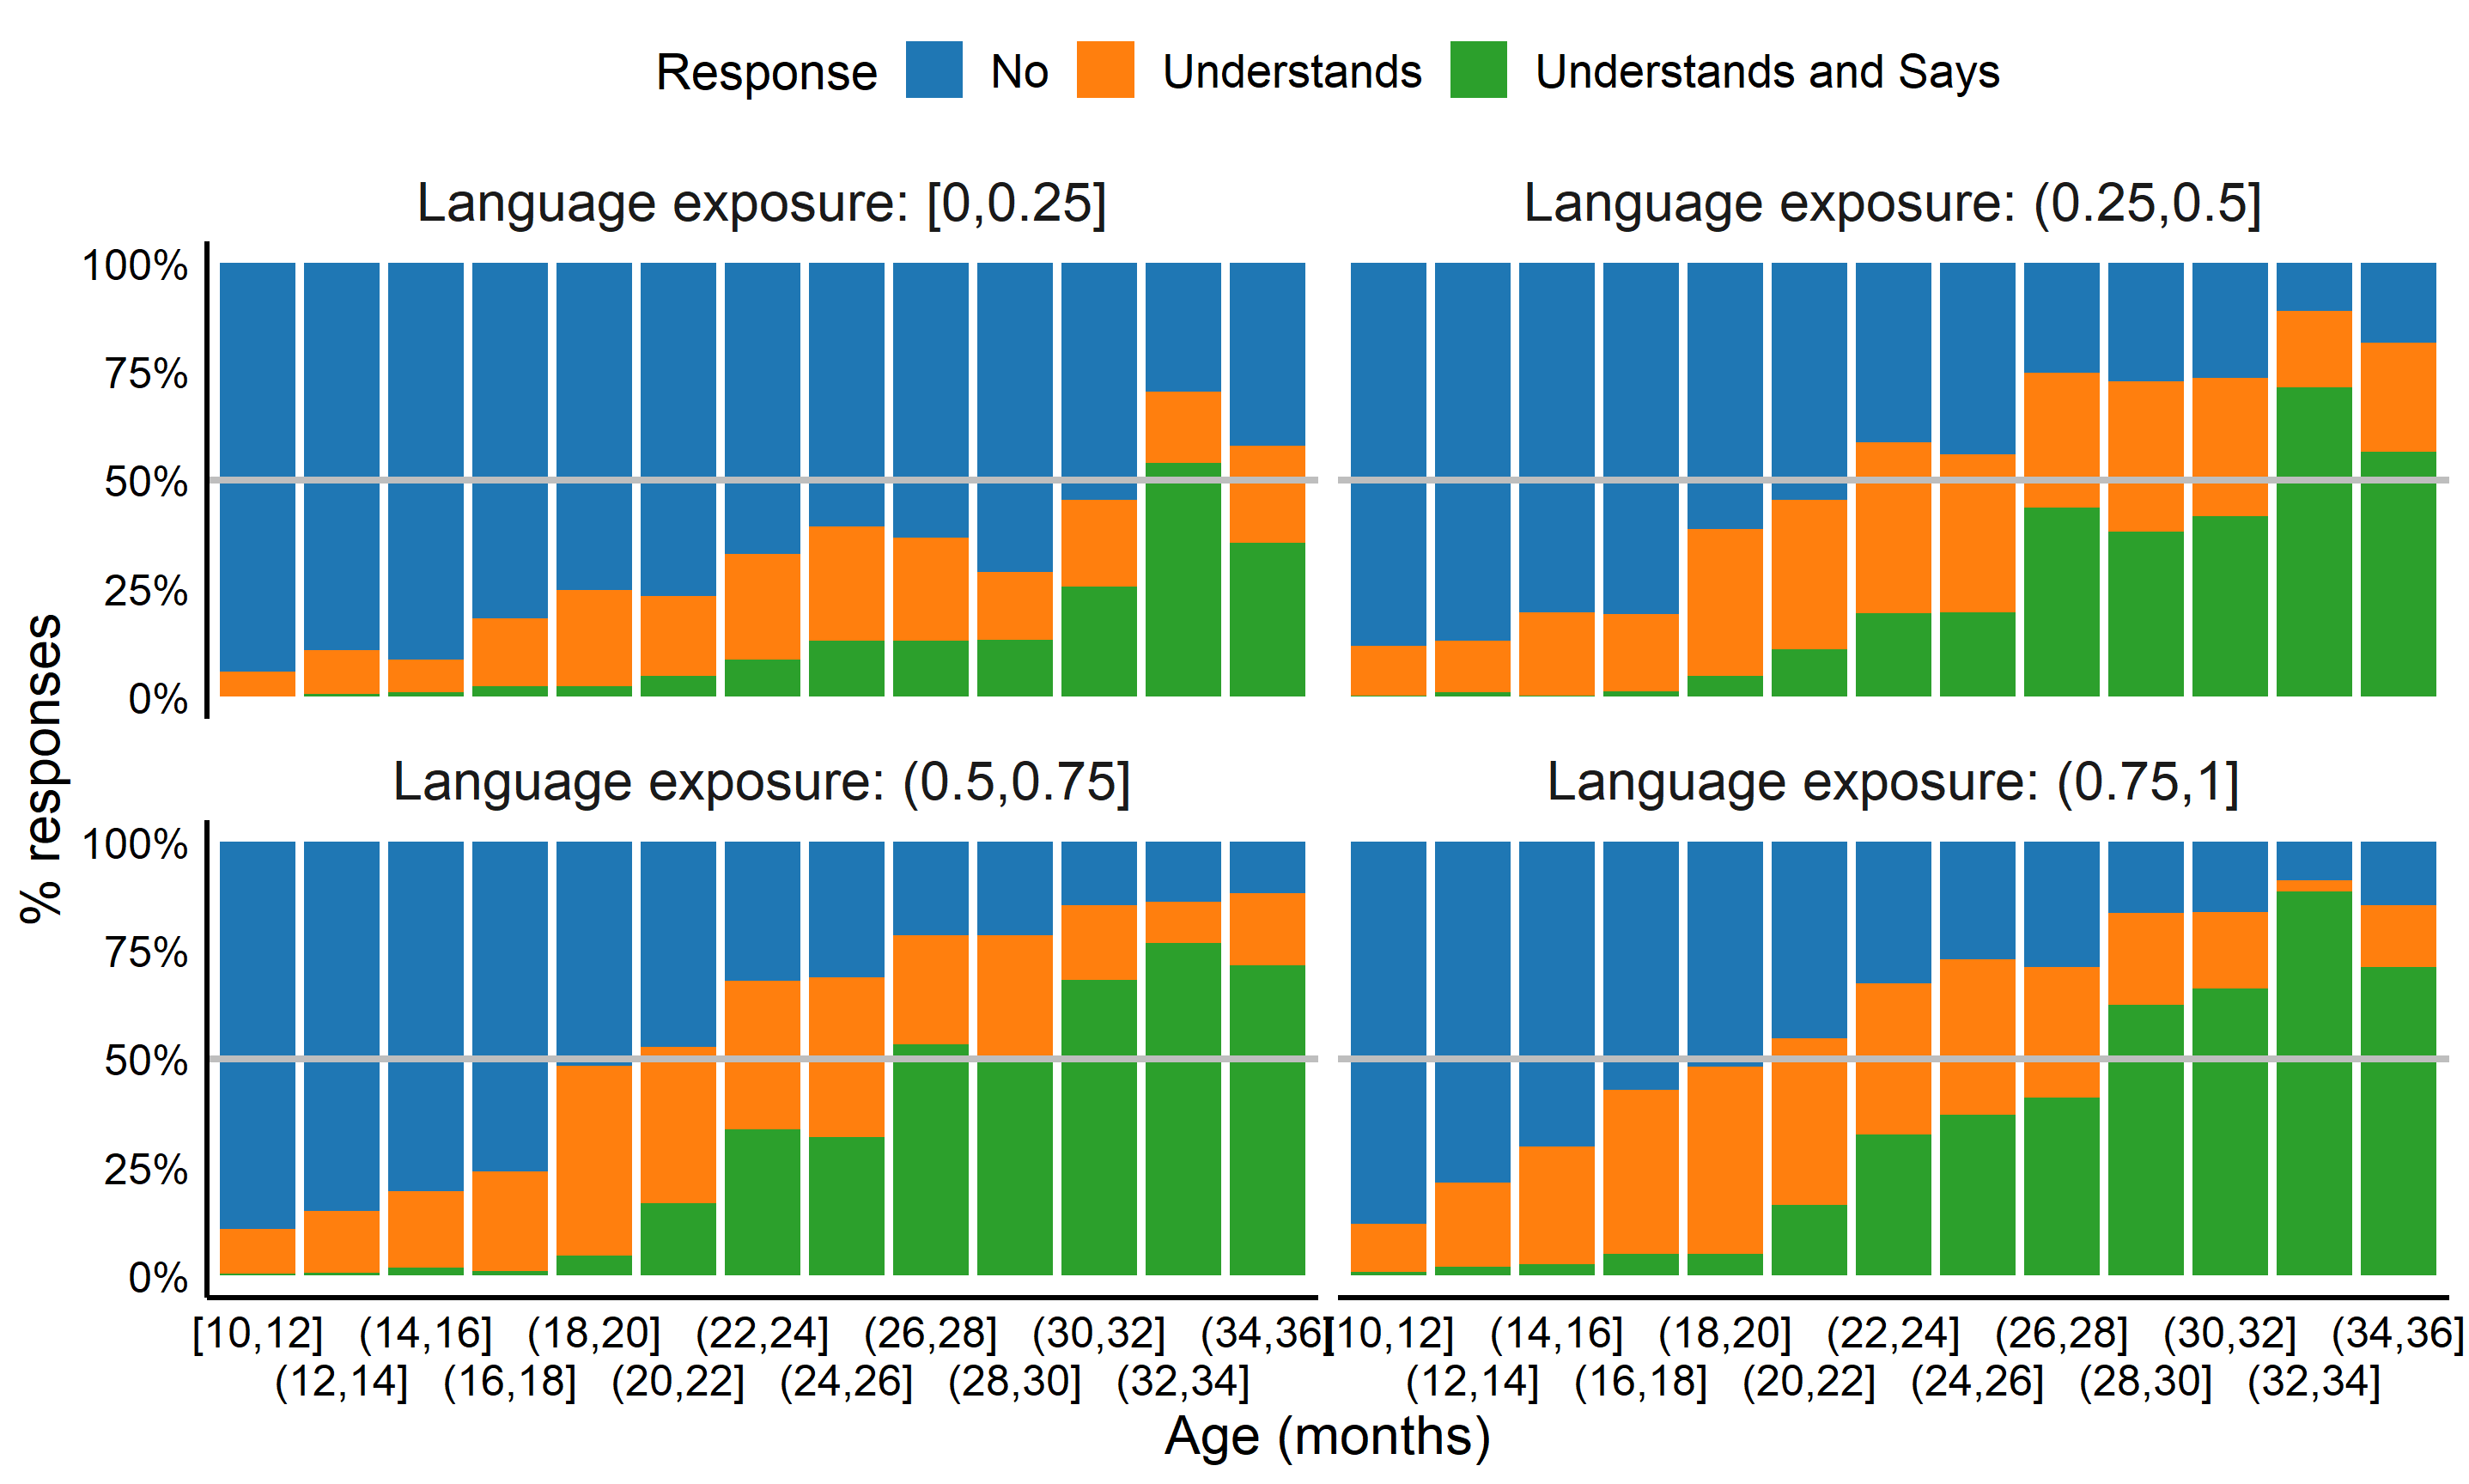 Response No Understands Understands and Says
Language exposure: [0,0.25] Language exposure: (0.25,0.5]
100%
75%
50%
25%
0%
Language exposure: (0.5,0.75] Language exposure: (0.75,1]
100%
75%
50%
25%
0%
% responses
[10,12] (14,16] (18,20] (22,24] (26,28] (30,32] (34,36] [10,12] (14,16] (18,20] (22,24] (26,28] (30,32] (34,36]
(12,14] (16,18] (20,22] (24,26] (28,30] (32,34] (12,14] (16,18] (20,22] (24,26] (28,30] (32,34]
Age (months)